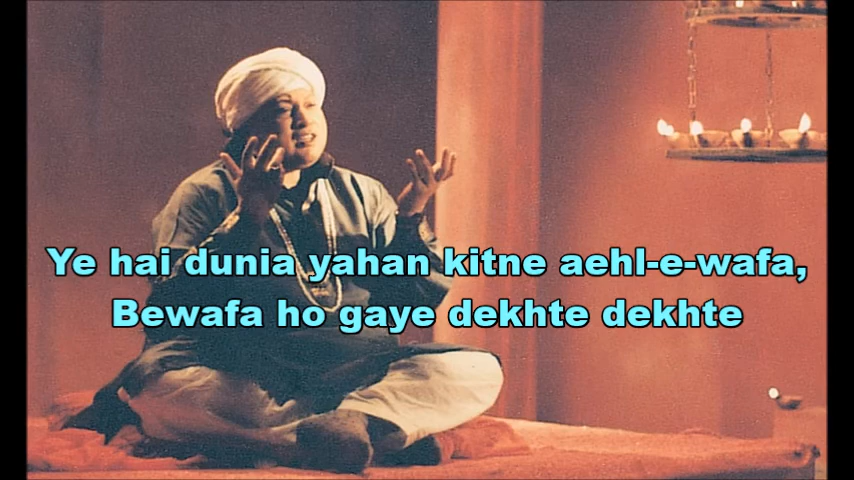 Ye hai dunia yahan kitne aehl-e-wafa,
Bewafa ho gaye dekhte dekhte